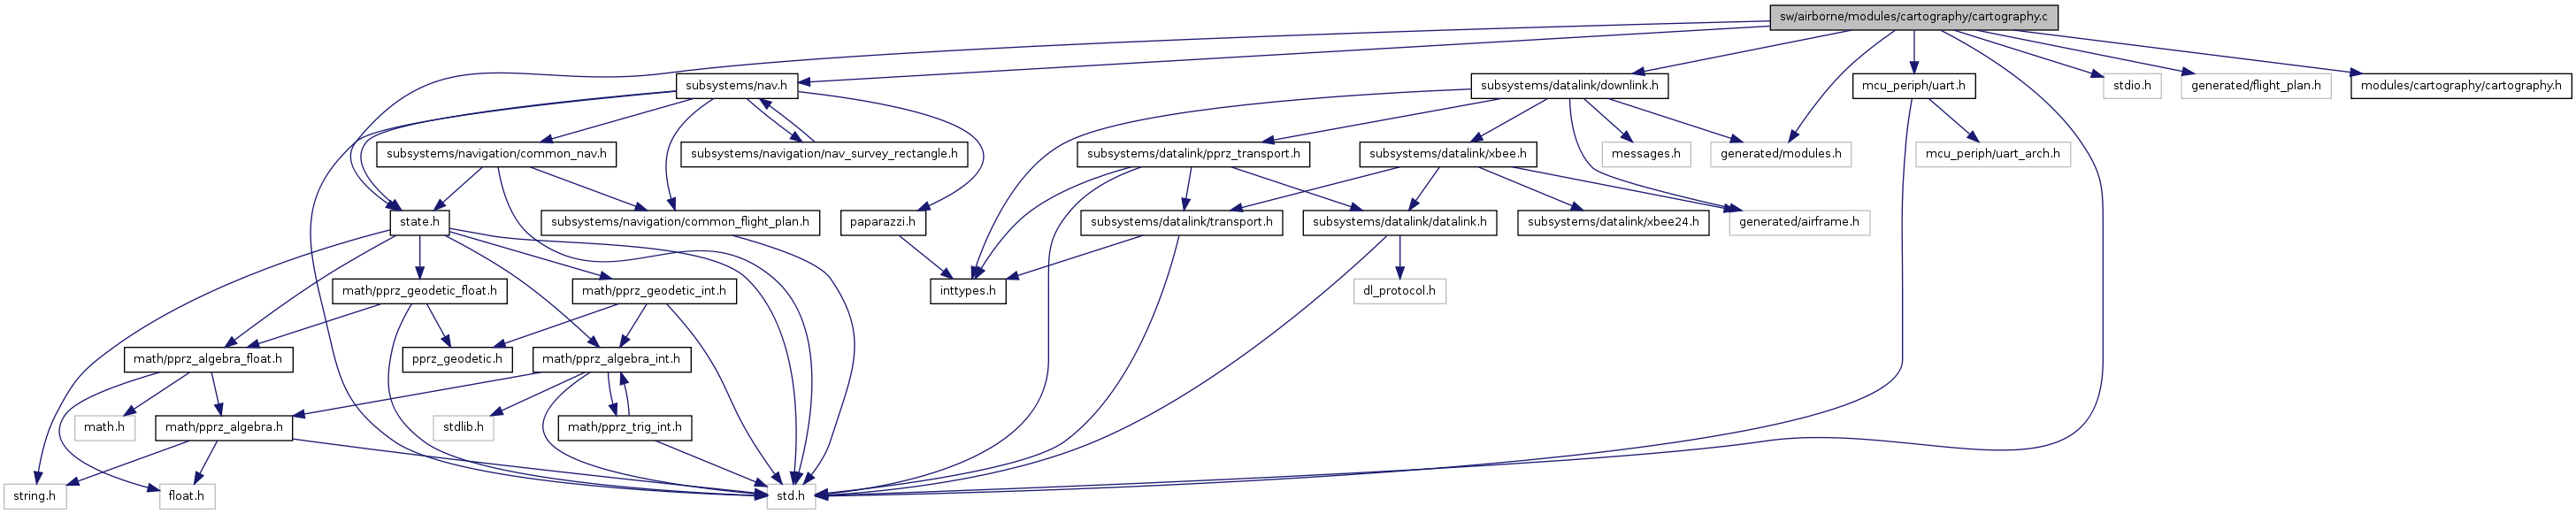 sw/airborne/modules/cartography/cartography.c
subsystems/nav.h
subsystems/datalink/downlink.h
mcu_periph/uart.h
stdio.h
generated/flight_plan.h
modules/cartography/cartography.h
subsystems/navigation/common_nav.h
subsystems/navigation/nav_survey_rectangle.h
subsystems/datalink/pprz_transport.h
subsystems/datalink/xbee.h
messages.h
generated/modules.h
mcu_periph/uart_arch.h
state.h
subsystems/navigation/common_flight_plan.h
paparazzi.h
subsystems/datalink/transport.h
subsystems/datalink/datalink.h
subsystems/datalink/xbee24.h
generated/airframe.h
math/pprz_geodetic_float.h
math/pprz_geodetic_int.h
inttypes.h
dl_protocol.h
math/pprz_algebra_float.h
pprz_geodetic.h
math/pprz_algebra_int.h
math.h
math/pprz_algebra.h
stdlib.h
math/pprz_trig_int.h
string.h
float.h
std.h